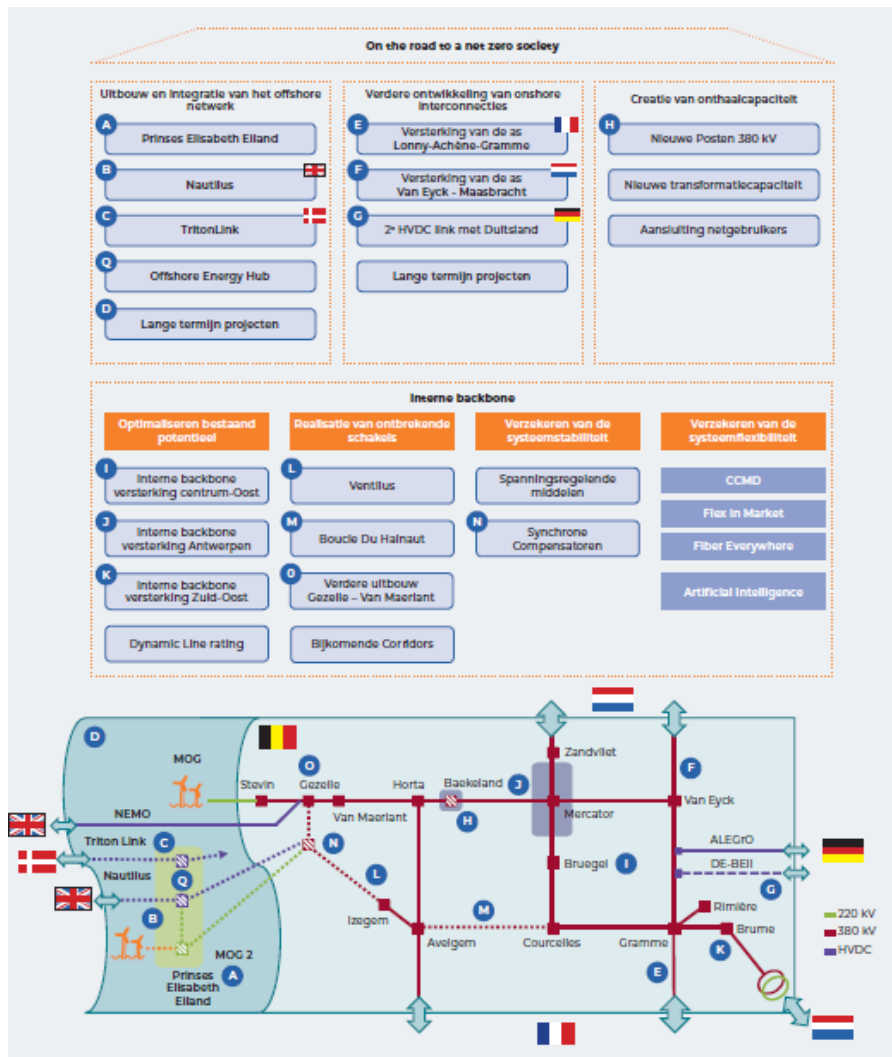 On the road to a net zero society
Uitbouw en integratie van het offshore
netwerk
A
Prinses Elisabeth Eiland
B
Nautilus
C
TritonLink
Q
Offshore Energy Hub
D
Lange termijn projecten
Verdere ontwikkeling van onshore
interconnecties
E
Versterking van de as
Lonny-Achêne-Gramme
F
Versterking van de as
Van Eyck - Maasbracht
G
2e HVDC link met Duitsland
Lange termijn projecten
Creatie van onthaalcapaciteit
H
Nieuwe Posten 380 kV
Nieuwe transformatiecapaciteit
Aansluiting netgebruikers
Interne backbone
Optimaliseren bestaand
potentieel
I
Interne backbone
versterking centrum-Oost
J
Interne backbone
versterking Antwerpen
K
Interne backbone
versterking Zuid-Oost
Dynamic Line rating
Realisatie van ontbrekende
schakels
L
Ventilus
M
Boucle Du Hainaut
O
Verdere uitbouw
Gezelle – Van Maerlant
Bijkomende Corridors
Verzekeren van de
systeemstabiliteit
Spanningsregelende
middelen
N
Synchrone
Compensatoren
Verzekeren van de
systeemflexibiliteit
CCMD
Flex in Market
Fiber Everywhere
Artificial Intelligence
D
MOG
Stevin
O
Gezelle
Van Maerlant
Horta
Baekeland
H
J
Zandvliet
Mercator
F
Van Eyck
NEMO
Triton Link
C
Nautilus
Q
B
MOG 2
Prinses
Elisabeth
Eiland
A
N
L
Izegem
Avelgem
M
Bruegel
I
Courcelles
Gramme
ALEGrO
DE-BEII
G
Rimière
Brume
K
E
220 kV
380 kV
HVDC